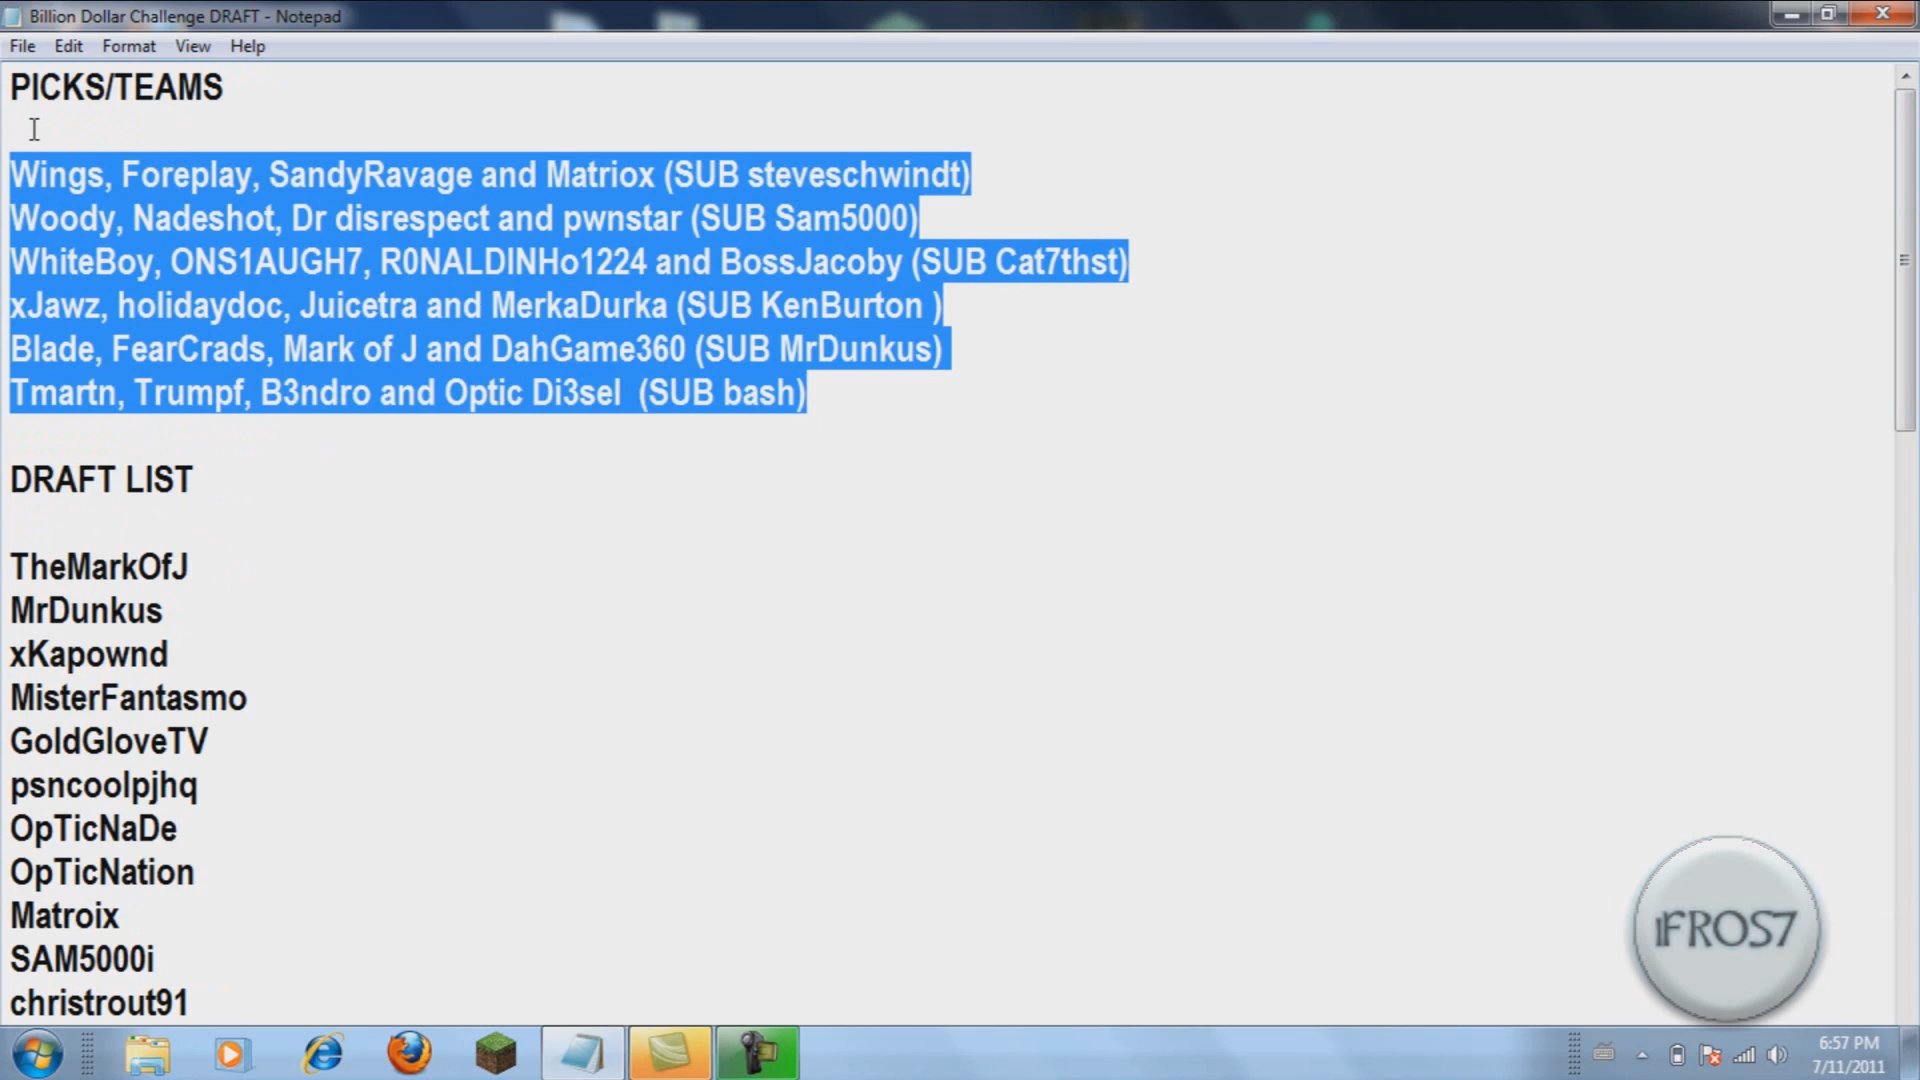 Billion Dollar Challenge DRAFT - Notepad
File Edit Format View Help
PICKS/TEAMS
Wings, Foreplay, SandyRavage and Matriox (SUB steveschwindt)
Woody, Nadeshot, Dr disrespect and pwnstar (SUB Sam5000)
WhiteBoy, ONS1AUGH7, R0NALDINHo1224 and BossJacoby (SUB Cat7thst)
xJawz, holidaydoc, Juicetra and MerkaDurka (SUB KenBurton )
Blade, FearCrads, Mark of J and DahGame360 (SUB MrDunkus)
Tmartn, Trumpf, B3ndro and Optic Di3sel  (SUB bash)
DRAFT LIST
TheMarkOfJ
MrDunkus
xKapownd
MisterFantasmo
GoldGloveTV
psncoolpjhq
OpTicNaDe
OpTicNation
Matroix
SAM5000i
christrout91
iFROS7
6:57 PM
7/11/2011